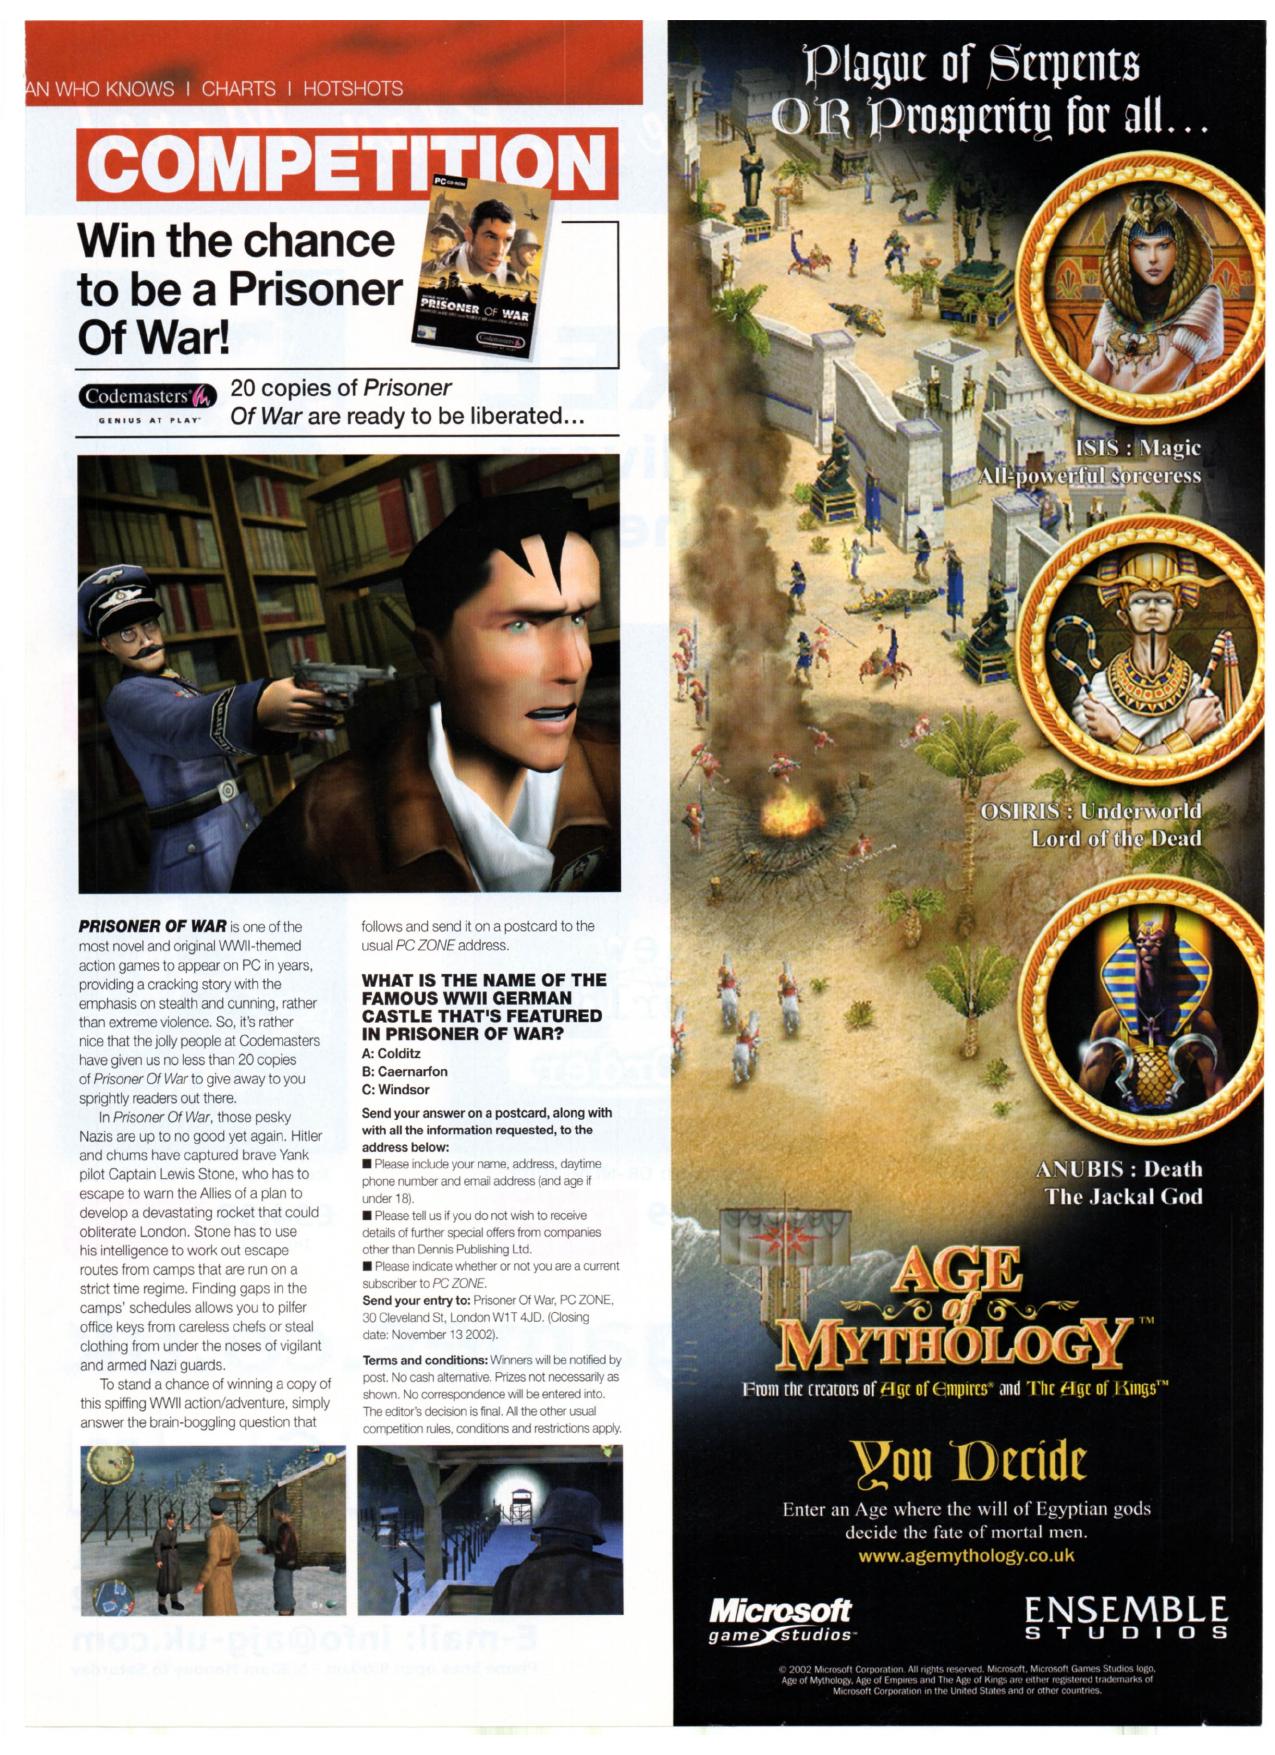 AN WHO KNOWS I CHARTS I HOTSHOTS
COMPETITION
Win the chance
to be a Prisoner
Of War!
PC CD-ROM
PRISONER OF WAR
Codemasters
Codemasters
GENIUS AT PLAY
20 copies of Prisoner
Of War are ready to be liberated...
PRISONER OF WAR is one of the
most novel and original WWII-themed
action games to appear on PC in years,
providing a cracking story with the
emphasis on stealth and cunning, rather
than extreme violence. So, it's rather
nice that the jolly people at Codemasters
have given us no less than 20 copies
of Prisoner Of War to give away to you
sprightly readers out there.
In Prisoner Of War, those pesky
Nazis are up to no good yet again. Hitler
and chums have captured brave Yank
pilot Captain Lewis Stone, who has to
escape to warn the Allies of a plan to
develop a devastating rocket that could
obliterate London. Stone has to use
his intelligence to work out escape
routes from camps that are run on a
strict time regime. Finding gaps in the
camps' schedules allows you to pilfer
office keys from careless chefs or steal
clothing from under the noses of vigilant
and armed Nazi guards.
To stand a chance of winning a copy of
this spiffing WWII action/adventure, simply
answer the brain-boggling question that
follows and send it on a postcard to the
usual PC ZONE address.
WHAT IS THE NAME OF THE
FAMOUS WWII GERMAN
CASTLE THAT'S FEATURED
IN PRISONER OF WAR?
A: Colditz
B: Caernarfon
C: Windsor
Send your answer on a postcard, along with
with all the information requested, to the
address below:
■ Please include your name, address, daytime
phone number and email address (and age if
under 18).
■ Please tell us if you do not wish to receive
details of further special offers from companies
other than Dennis Publishing Ltd.
■ Please indicate whether or not you are a current
subscriber to PC ZONE.
Send your entry to: Prisoner Of War, PC ZONE,
30 Cleveland St, London W1T 4JD. (Closing
date: November 13 2002).
Terms and conditions: Winners will be notified by
post. No cash alternative. Prizes not necessarily as
shown. No correspondence will be entered into.
The editor's decision is final. All the other usual
competition rules, conditions and restrictions apply.
Plague of Serpents
OR Prosperity for all...
ISIS : Magic
All-powerful sorceress
OSIRIS : Underworld
Lord of the Dead
ANUBIS : Death
The Jackal God
AGE
of
MYTHOLOGY™
From the creators of Age of Empires® and The Age of Kings™
You Decide
Enter an Age where the will of Egyptian gods
decide the fate of mortal men.
www.agemythology.co.uk
Microsoft
game studios™
ENSEMBLE
STUDIOS
© 2002 Microsoft Corporation. All rights reserved. Microsoft, Microsoft Games Studios logo,
Age of Mythology, Age of Empires and The Age of Kings are either registered trademarks of
Microsoft Corporation in the United States and or other countries.